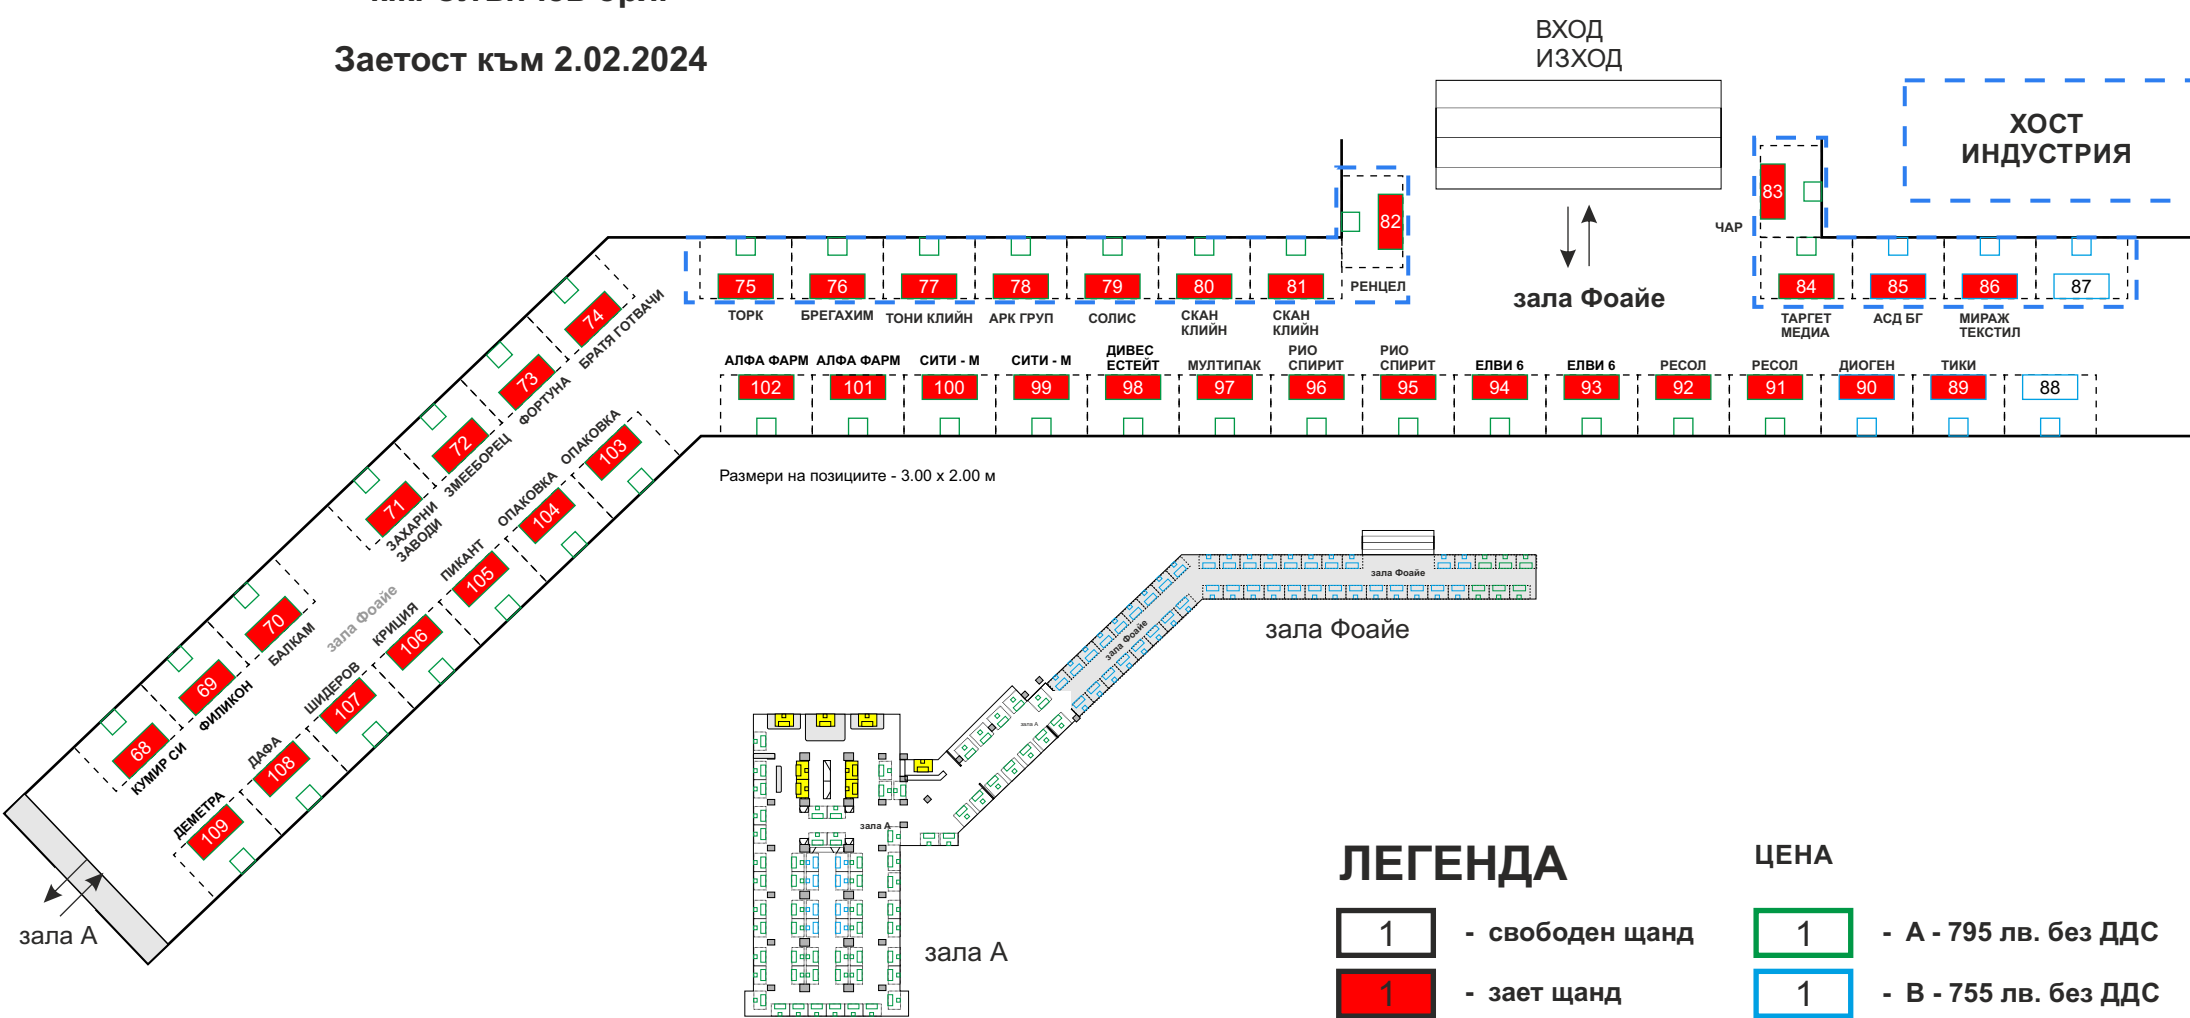 Заетост към 2.02.2024
ВХОД
ИЗХОД
ХОСТ
ИНДУСТРИЯ
83
82
ЧАР
75
76
77
78
79
80
81
РЕНЦЕЛ
зала Фоайе
84
85
86
87
ТОРК
БРЕГАХИМ
ТОНИ КЛИЙН
АРК ГРУП
СОЛИС
СКАН
КЛИЙН
СКАН
КЛИЙН
ТАРГЕТ
МЕДИА
АСД БГ
МИРАЖ
ТЕКСТИЛ
АЛФА ФАРМ
АЛФА ФАРМ
СИТИ - М
СИТИ - М
ДИВЕС
ЕСТЕЙТ
МУЛТИПАК
РИО
СПИРИТ
РИО
СПИРИТ
ЕЛВИ 6
ЕЛВИ 6
РЕСОЛ
РЕСОЛ
ДИОГЕН
ТИКИ
102
101
100
99
98
97
96
95
94
93
92
91
90
89
88
Размери на позициите - 3.00 х 2.00 м
74
БРАТЯ ГОТВАЧИ
73
ФОРТУНА
72
ЗМЕЕБОРЕЦ
71
ЗАХАРНИ
ЗАВОДИ
70
БАЛКАМ
69
ФИЛИКОН
68
КУМИР СИ
зала Фоайе
ОПАКОВКА
103
ОПАКОВКА
104
ПИКАНТ
105
КРИЦИЯ
106
ШИДЕРОВ
107
ДАФА
108
ДЕМЕТРА
109
зала А
зала Фоайе
зала Фоайе
зала Фоайе
зала А
зала А
зала А
ЛЕГЕНДА
ЦЕНА
1 - свободен щанд
1 - А - 795 лв. без ДДС
1 - зает щанд
1 - В - 755 лв. без ДДС